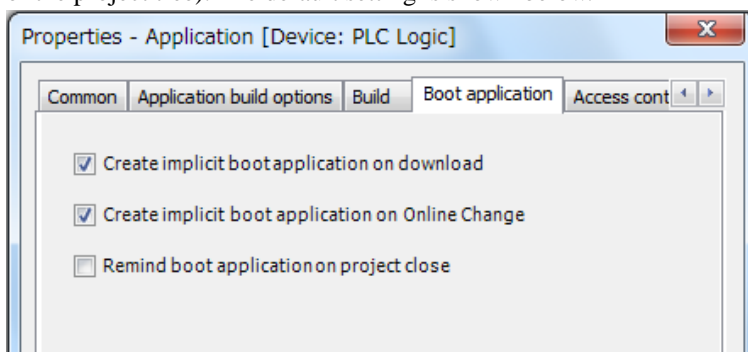 Properties - Application [Device: PLC Logic]
Common Application build options Build Boot application Access cont
Create implicit boot application on download
Create implicit boot application on Online Change
Remind boot application on project close